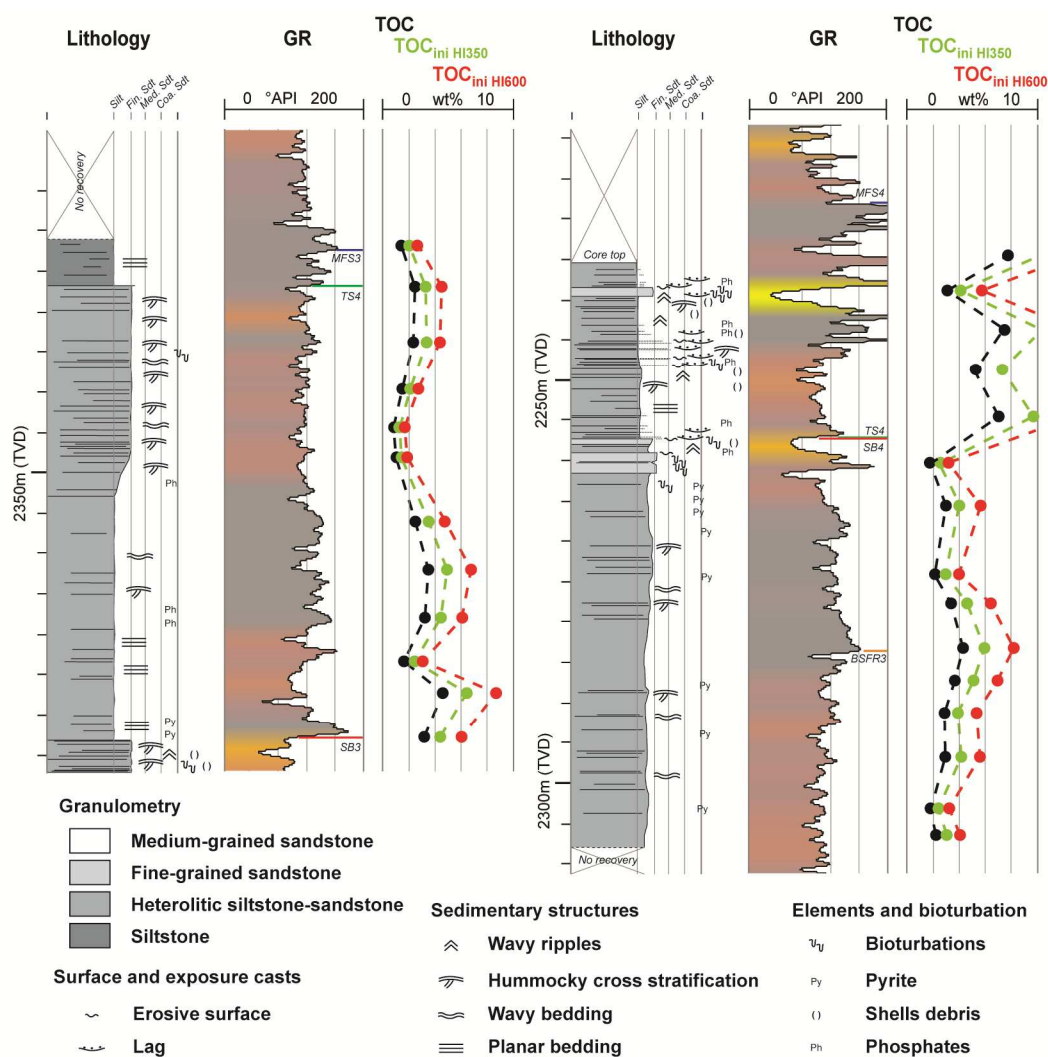 Lithology
GR
TOC
TOCini HI350
TOCini HI600
Silt
Fin. Sdt
Med. Sdt
Coa. Sdt
0 °API 200
0 wt% 10
No recovery
MFS3
TS4
2350m (TVD)
Ph
Ph
Ph
Py
Py
SB3
Lithology
GR
TOC
TOCini HI350
TOCini HI600
Silt
Fin. Sdt
Med. Sdt
Coa. Sdt
0 °API 200
0 wt% 10
MFS4
Core top
Ph
Ph
Ph
Ph
2250m (TVD)
Ph
TS4
SB4
Ph
Py
Py
Py
Py
Py
BSFR3
Py
Py
2300m (TVD)
Py
No recovery
Granulometry
Medium-grained sandstone
Fine-grained sandstone
Heterolitic siltstone-sandstone
Siltstone
Surface and exposure casts
Erosive surface
Lag
Sedimentary structures
Wavy ripples
Hummocky cross stratification
Wavy bedding
Planar bedding
Elements and bioturbation
Bioturbations
Py Pyrite
() Shells debris
Ph Phosphates